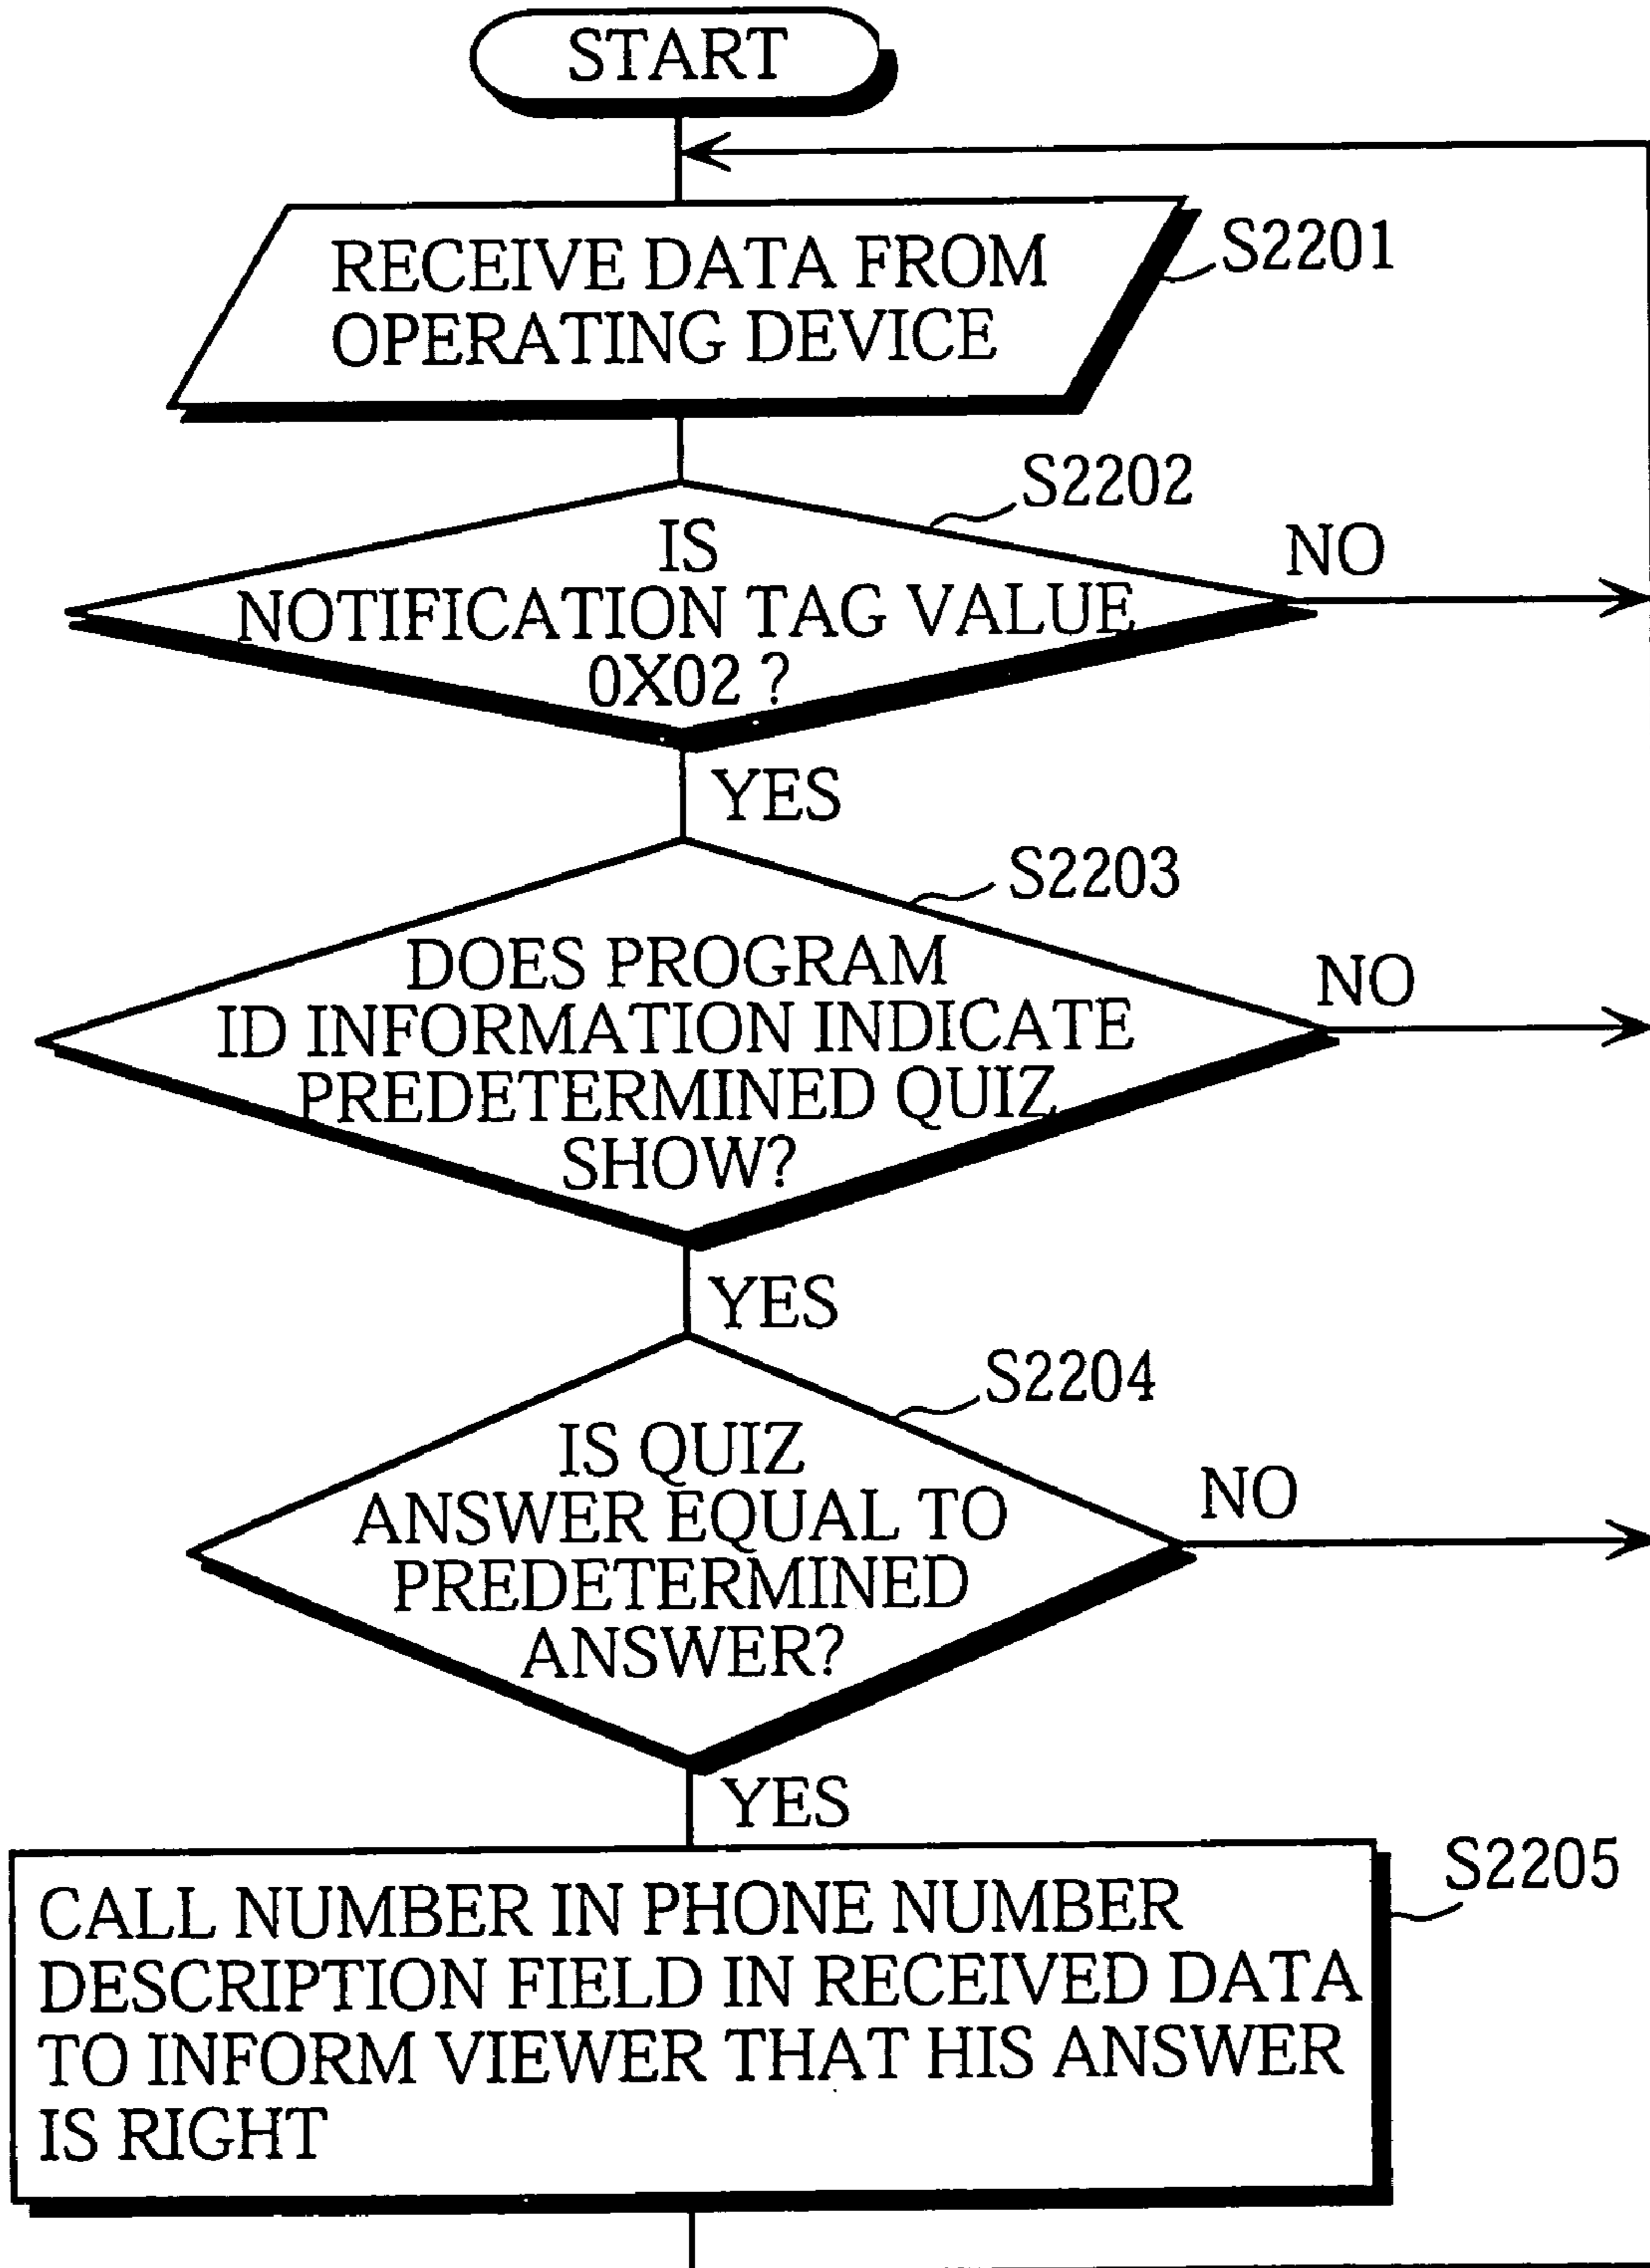 START
RECEIVE DATA FROM
OPERATING DEVICE
S2201
S2202
IS
NOTIFICATION TAG VALUE
0X02 ?
NO
YES
S2203
DOES PROGRAM
ID INFORMATION INDICATE
PREDETERMINED QUIZ
SHOW?
NO
YES
S2204
IS QUIZ
ANSWER EQUAL TO
PREDETERMINED
ANSWER?
NO
YES
S2205
CALL NUMBER IN PHONE NUMBER
DESCRIPTION FIELD IN RECEIVED DATA
TO INFORM VIEWER THAT HIS ANSWER
IS RIGHT